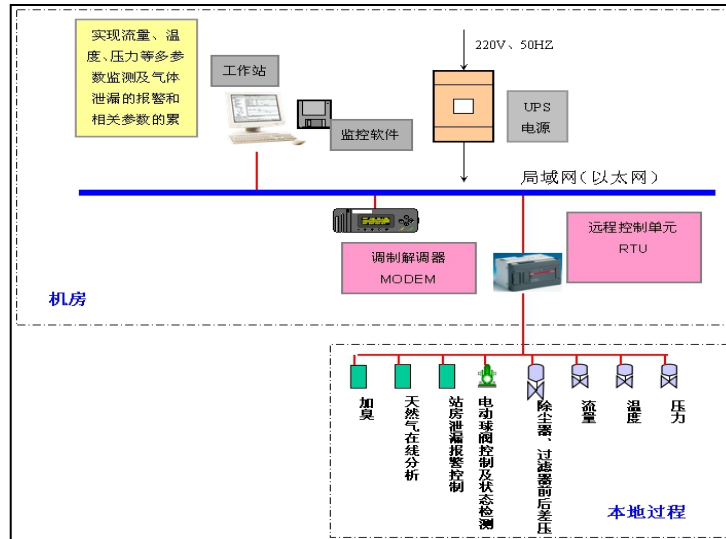 实现流量、温
度、压力等多参
数监测及气体
泄漏的报警和
相关参数的累
工作站
监控软件
220V、50HZ
UPS
电源
局域网(以太网)
调制解调器
MODEM
远程控制单元
RTU
机房
加臭
天然气在线分析
站房泄漏报警控制
电动球阀控制及状态检测
除尘器、过滤器前后差压
流量
温度
压力
本地过程